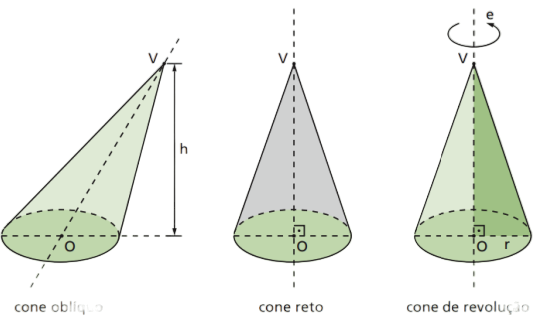 e
V
V
V
h
O
O
O r
cone oblíquo
cone reto
cone de revolução